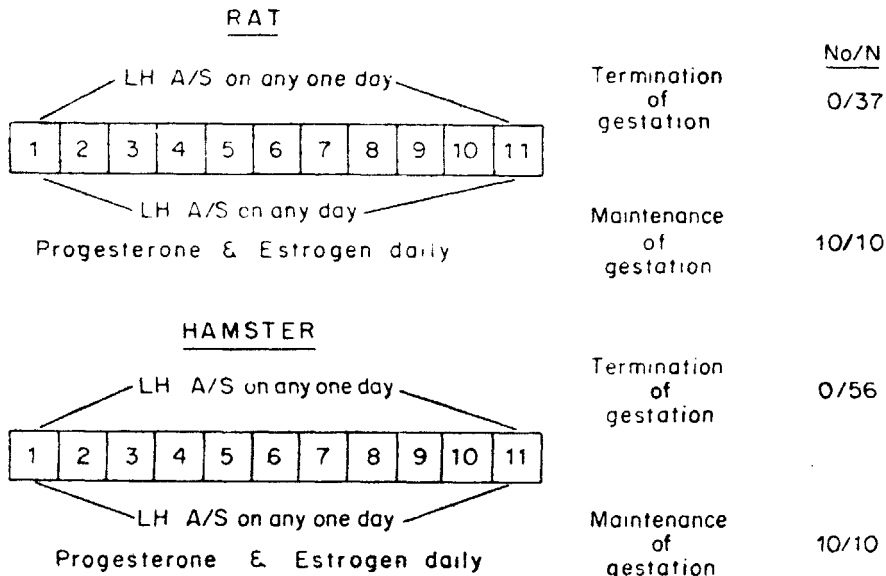 RAT
No/N
LH A/S on any one day
Termination
of
gestation
0/37
1 2 3 4 5 6 7 8 9 10 11
LH A/S on any day
Progesterone & Estrogen daily
Maintenance
of
gestation
10/10
HAMSTER
LH A/S on any one day
Termination
of
gestation
0/56
1 2 3 4 5 6 7 8 9 10 11
LH A/S on any one day
Progesterone & Estrogen daily
Maintenance
of
gestation
10/10